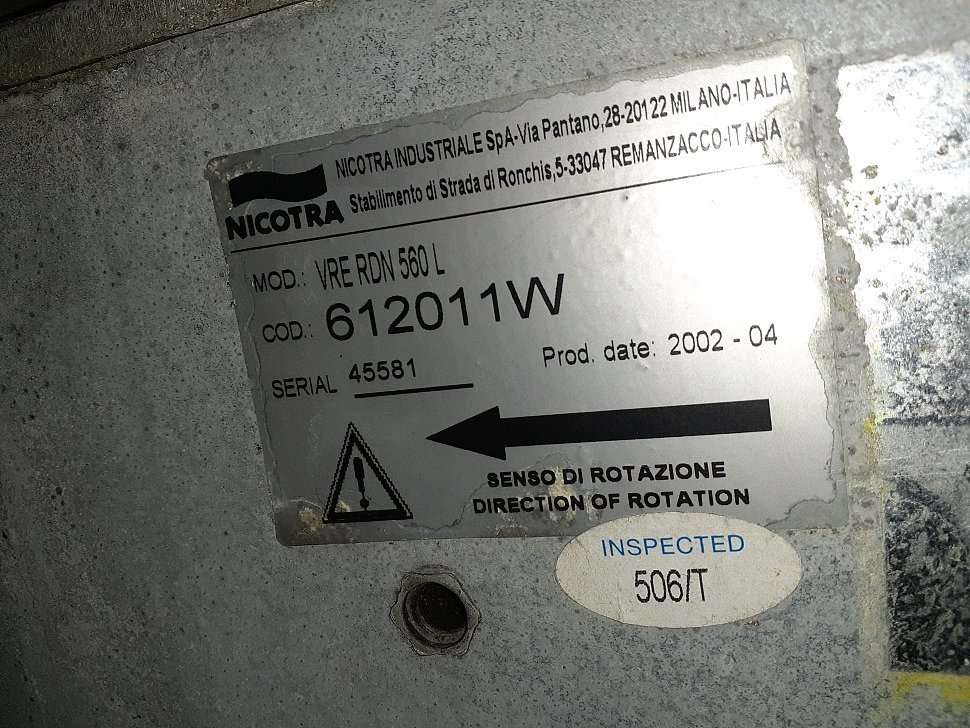 NICOTRA INDUSTRIALE SpA-Via Pantano,28-20122 MILANO-ITALIA
Stabilimento di Strada di Ronchis,5-33047 REMANZACCO-ITALIA
NICOTRA
MOD.: VRE RDN 560 L
COD.: 612011W
SERIAL 45581 Prod. date: 2002 - 04
SENSO DI ROTAZIONE
DIRECTION OF ROTATION
INSPECTED
506/T